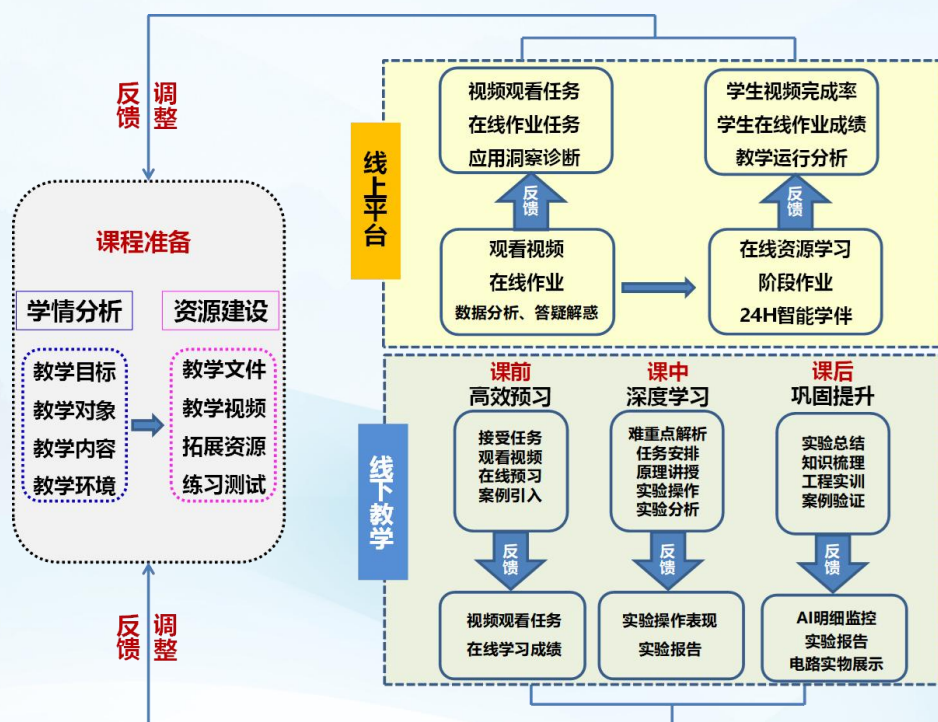 反馈 调整
课程准备
学情分析
资源建设
教学目标
教学对象
教学内容
教学环境
教学文件
教学视频
拓展资源
练习测试
反馈 调整
线上平台
视频观看任务
在线作业任务
应用洞察诊断
学生视频完成率
学生在线作业成绩
教学运行分析
反馈
反馈
观看视频
在线作业
数据分析、答疑解惑
在线资源学习
阶段作业
24H智能学伴
线下教学
课前
高效预习
接受任务
观看视频
在线预习
案例引入
反馈
视频观看任务
在线学习成绩
课中
深度学习
难重点解析
任务安排
原理讲授
实验操作
实验分析
反馈
实验操作表现
实验报告
课后
巩固提升
实验总结
知识梳理
工程实训
案例验证
反馈
AI明细监控
实验报告
电路实物展示